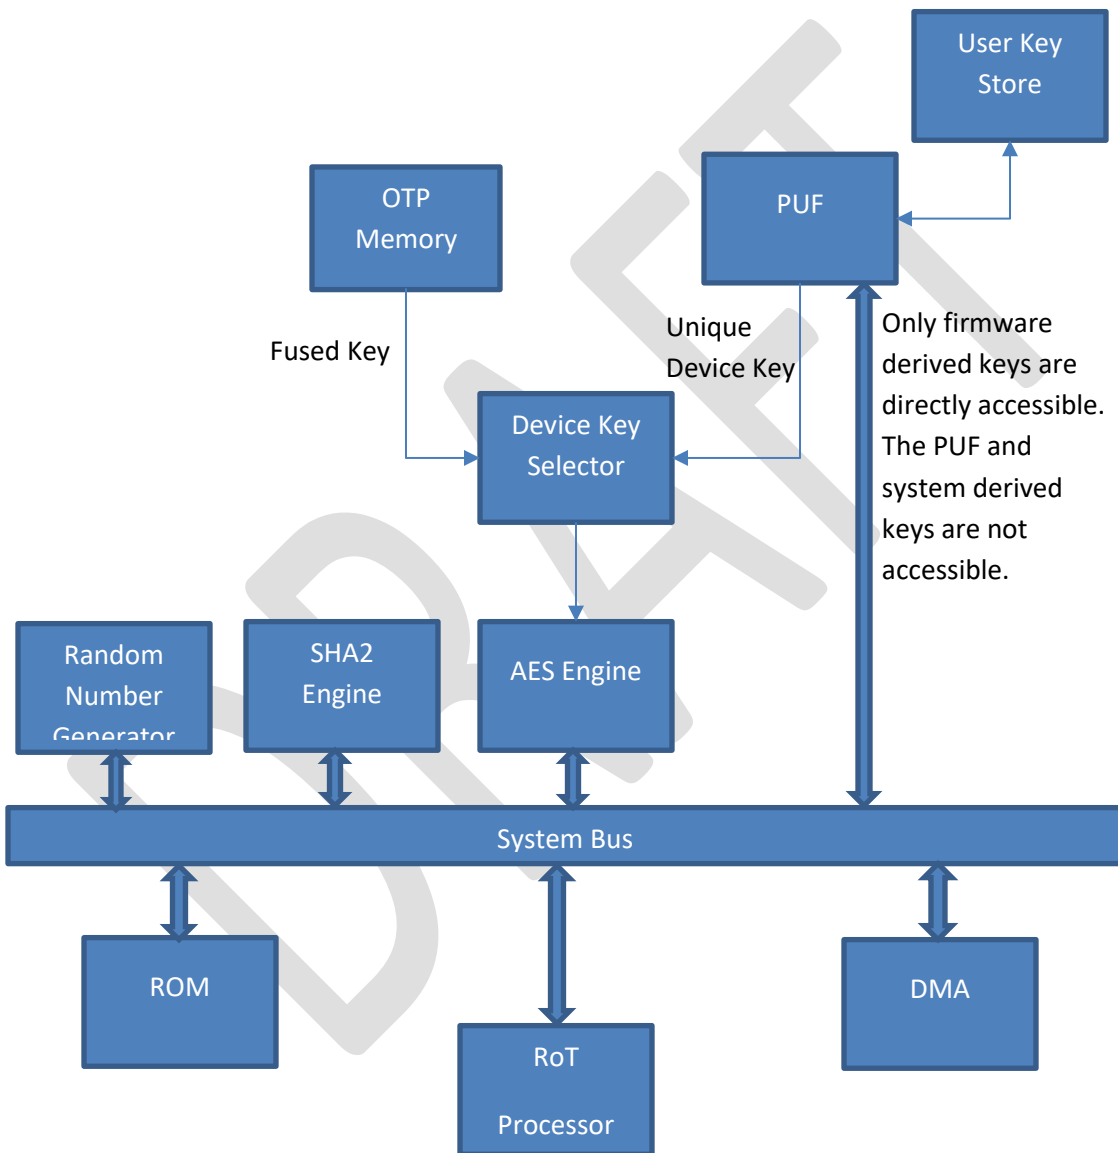 User Key
Store
OTP
Memory
PUF
Fused Key
Unique
Device Key
Only firmware
derived keys are
directly accessible.
The PUF and
system derived
keys are not
accessible.
Device Key
Selector
Random
Number
Generator
SHA2
Engine
AES Engine
System Bus
ROM
RoT
Processor
DMA
DRAFT